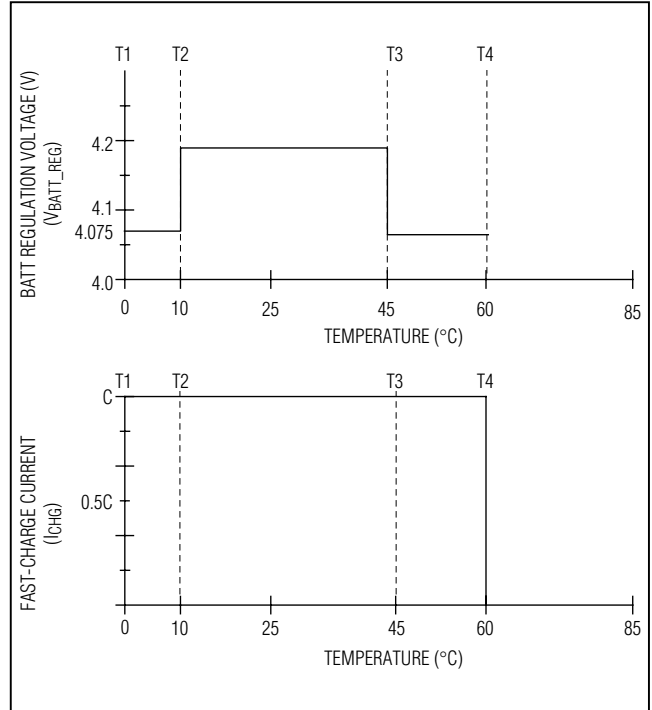 T1 T2 T3 T4
BATT REGULATION VOLTAGE (V)
(VBATT_REG)
4.2
4.1
4.075
4.0
0 10 25 45 60 85
TEMPERATURE (°C)
T1 T2 T3 T4
FAST-CHARGE CURRENT
(ICHG)
C
0.5C
0 10 25 45 60 85
TEMPERATURE (°C)